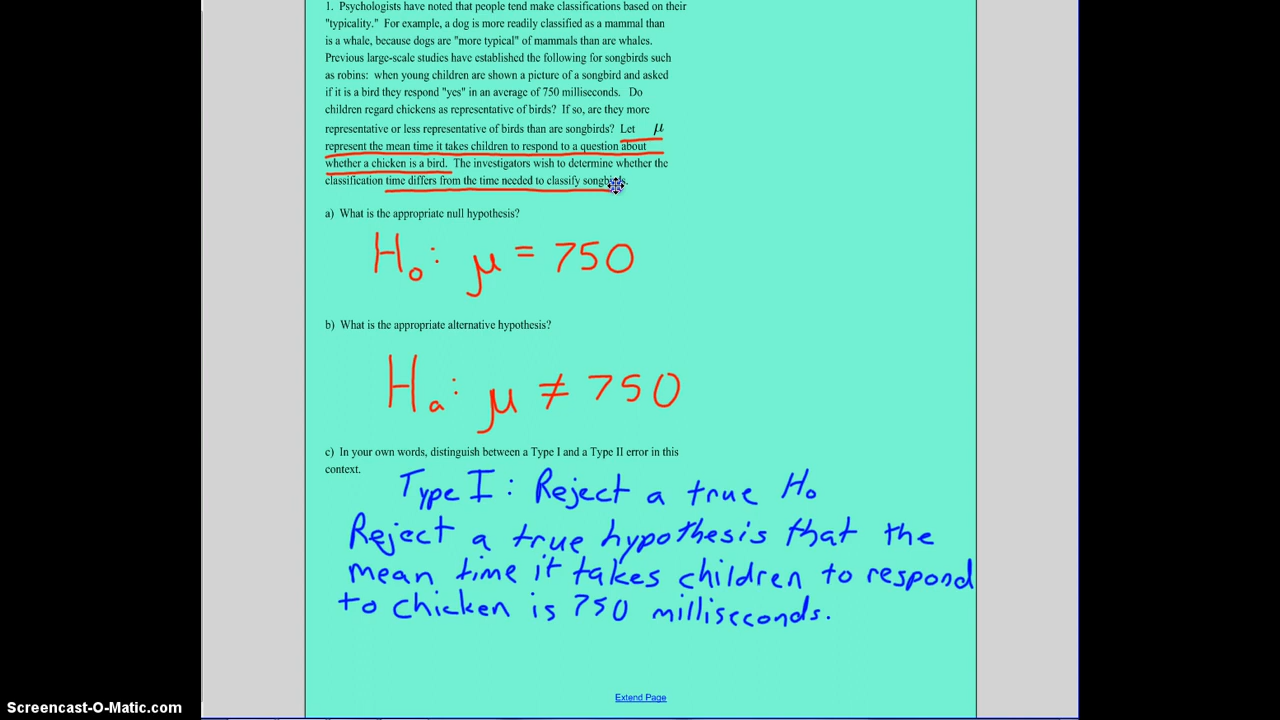 1. Psychologists have noted that people tend make classifications based on their
"typicality." For example, a dog is more readily classified as a mammal than
is a whale, because dogs are "more typical" of mammals than are whales.
Previous large-scale studies have established the following for songbirds such
as robins: when young children are shown a picture of a songbird and asked
if it is a bird they respond "yes" in an average of 750 milliseconds. Do
children regard chickens as representative of birds? If so, are they more
representative or less representative of birds than are songbirds? Let μ
represent the mean time it takes children to respond to a question about
whether a chicken is a bird. The investigators wish to determine whether the
classification time differs from the time needed to classify songbirds.
a) What is the appropriate null hypothesis?
H₀: μ = 750
b) What is the appropriate alternative hypothesis?
Hₐ: μ ≠ 750
c) In your own words, distinguish between a Type I and a Type II error in this
context.
Type I: Reject a true H₀
Reject a true hypothesis that the
mean time it takes children to respond
to chicken is 750 milliseconds.
Extend Page
Screencast-O-Matic.com